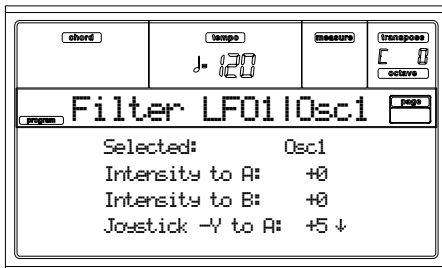 chord tempo measure transpose
♩= 120 C 0
octave
program Filter LFO1|Osc1 page
Selected: Osc1
Intensity to A: +0
Intensity to B: +0
Joystick -Y to A: +5 ↓